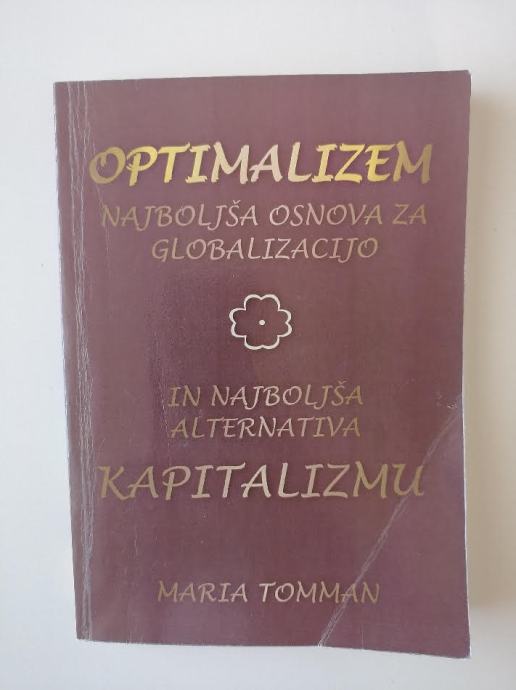 OPTIMALIZEM
NAJBOLJŠA OSNOVA ZA
GLOBALIZACIJO
IN NAJBOLJŠA
ALTERNATIVA
KAPITALIZMU
MARIA TOMMAN